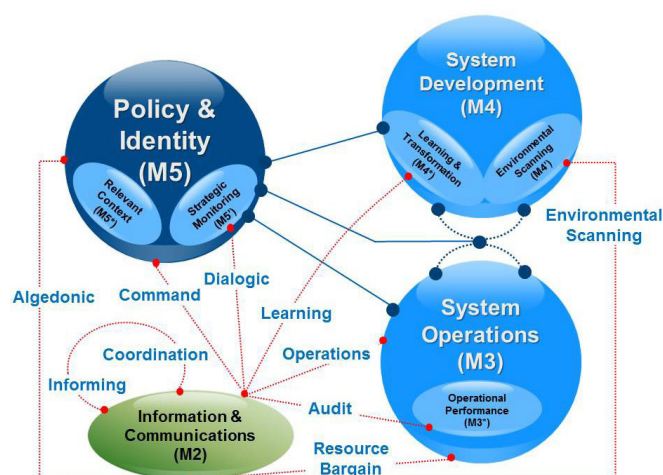 System
Development
(M4)
Policy &
Identity
(M5)
Learning &
Transformation
(M4*)
Environmental
Scanning
(M4')
Relevant
Context
(M5*)
Strategic
Monitoring
(M5')
Environmental
Scanning
Algedonic
Command
Dialogic
Learning
System
Operations
(M3)
Coordination
Operations
Informing
Operational
Performance
(M3*)
Audit
Information &
Communications
(M2)
Resource
Bargain